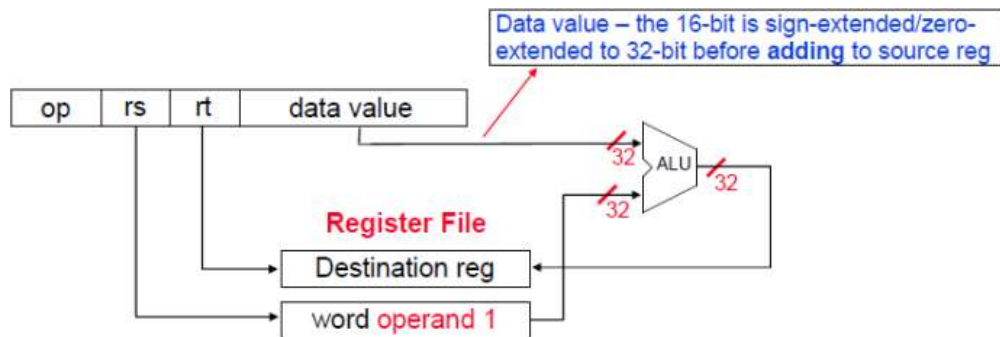 Data value – the 16-bit is sign-extended/zero-
extended to 32-bit before adding to source reg
op rs rt data value
32
ALU
32
32
Register File
Destination reg
word operand 1